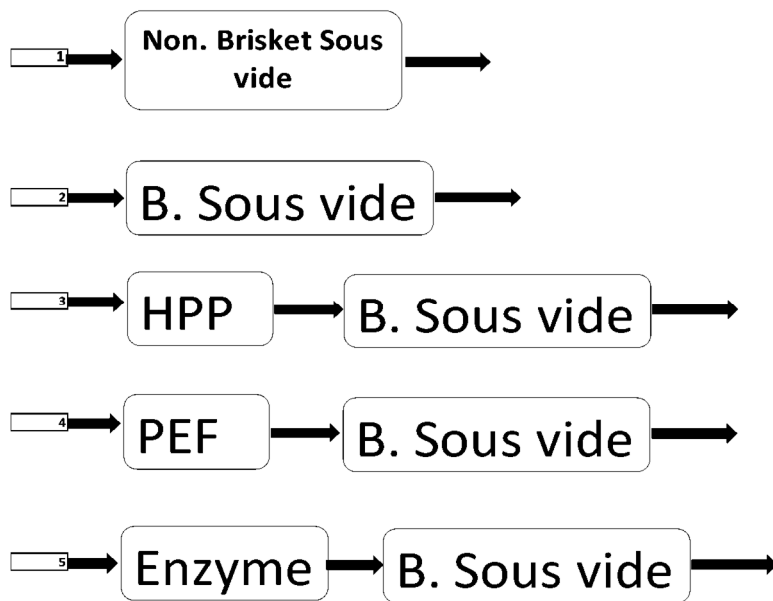 1
Non. Brisket Sous
vide
2
B. Sous vide
3
HPP
B. Sous vide
4
PEF
B. Sous vide
5
Enzyme
B. Sous vide